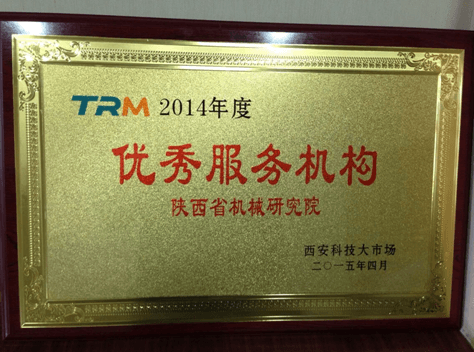 TRM 2014年度
优秀服务机构
陕西省机械研究院
西安科技大市场
二〇一五年四月